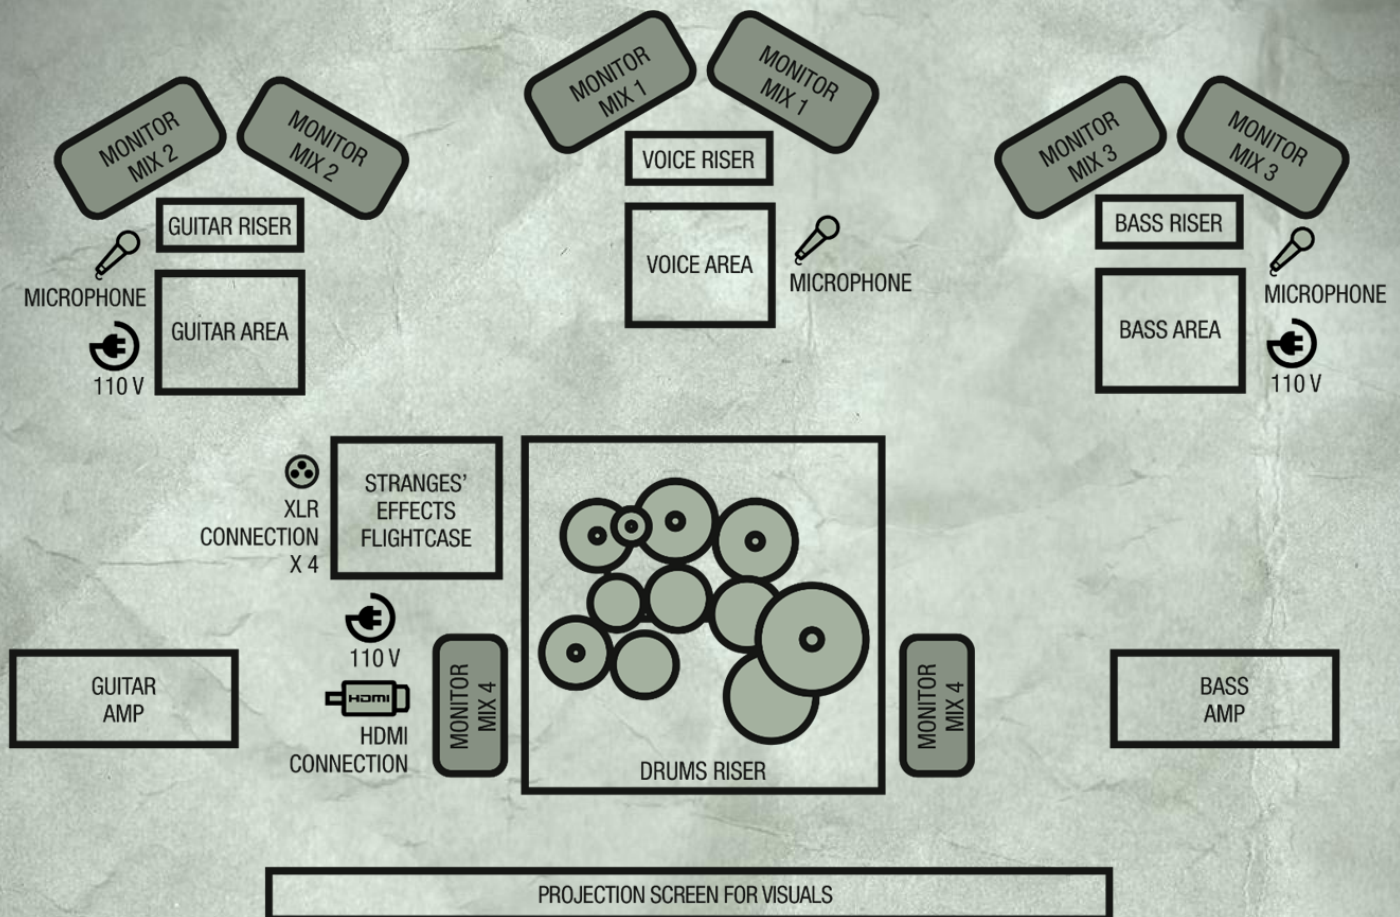 MONITOR
MIX 1
MONITOR
MIX 1
MONITOR
MIX 2
MONITOR
MIX 2
MONITOR
MIX 3
MONITOR
MIX 3
VOICE RISER
GUITAR RISER
BASS RISER
VOICE AREA
MICROPHONE
MICROPHONE
MICROPHONE
GUITAR AREA
BASS AREA
110 V
110 V
STRANGES'
EFFECTS
FLIGHTCASE
XLR
CONNECTION
X 4
110 V
HDMI
HDMI
CONNECTION
MONITOR
MIX 4
MONITOR
MIX 4
GUITAR
AMP
BASS
AMP
DRUMS RISER
PROJECTION SCREEN FOR VISUALS